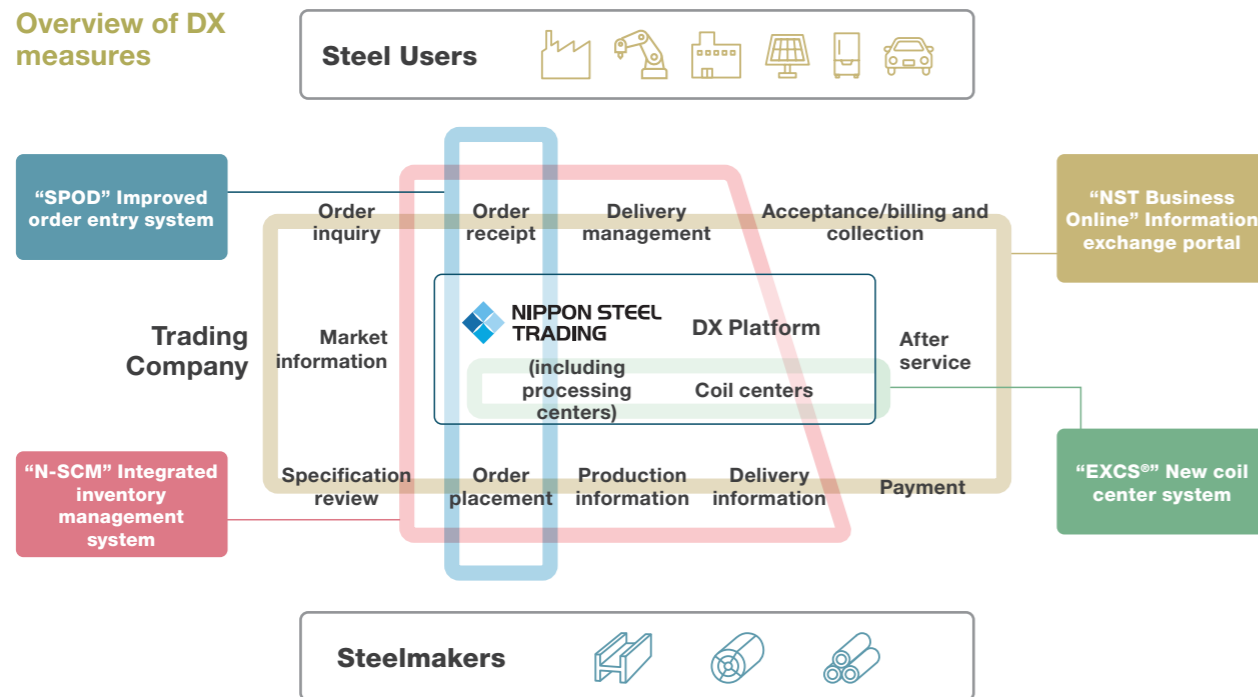 Overview of DX
measures
Steel Users
“SPOD” Improved
order entry system
“NST Business
Online” Information
exchange portal
Order
inquiry
Order
receipt
Delivery
management
Acceptance/billing and
collection
Trading
Company
Market
information
NIPPON STEEL
TRADING
(including
processing
centers)
DX Platform
Coil centers
After
service
“N-SCM” Integrated
inventory
management
system
Specification
review
Order
placement
Production
information
Delivery
information
Payment
“EXCS®” New coil
center system
Steelmakers